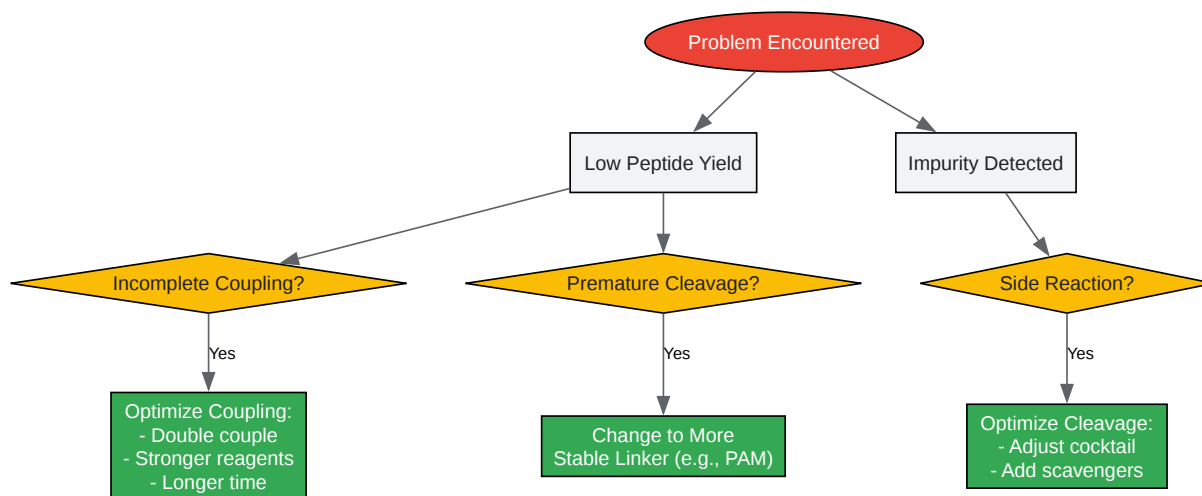 Problem Encountered
Low Peptide Yield
Impurity Detected
Incomplete Coupling?
Premature Cleavage?
Side Reaction?
Yes
Yes
Yes
Optimize Coupling:
- Double couple
- Stronger reagents
- Longer time
Change to More
Stable Linker (e.g., PAM)
Optimize Cleavage:
- Adjust cocktail
- Add scavengers